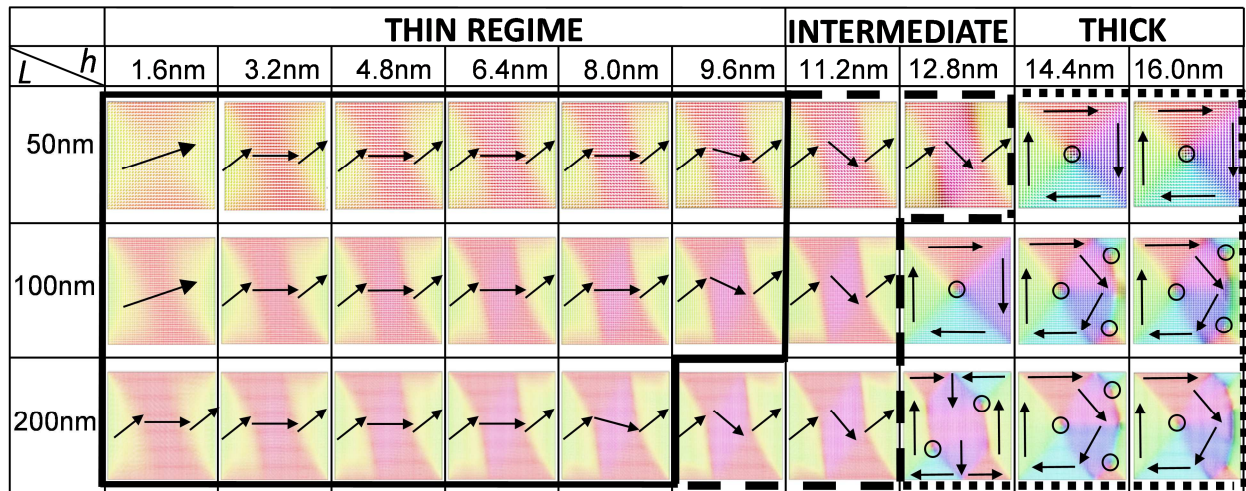 THIN REGIME INTERMEDIATE THICK
L h 1.6nm 3.2nm 4.8nm 6.4nm 8.0nm 9.6nm 11.2nm 12.8nm 14.4nm 16.0nm
50nm
100nm
200nm